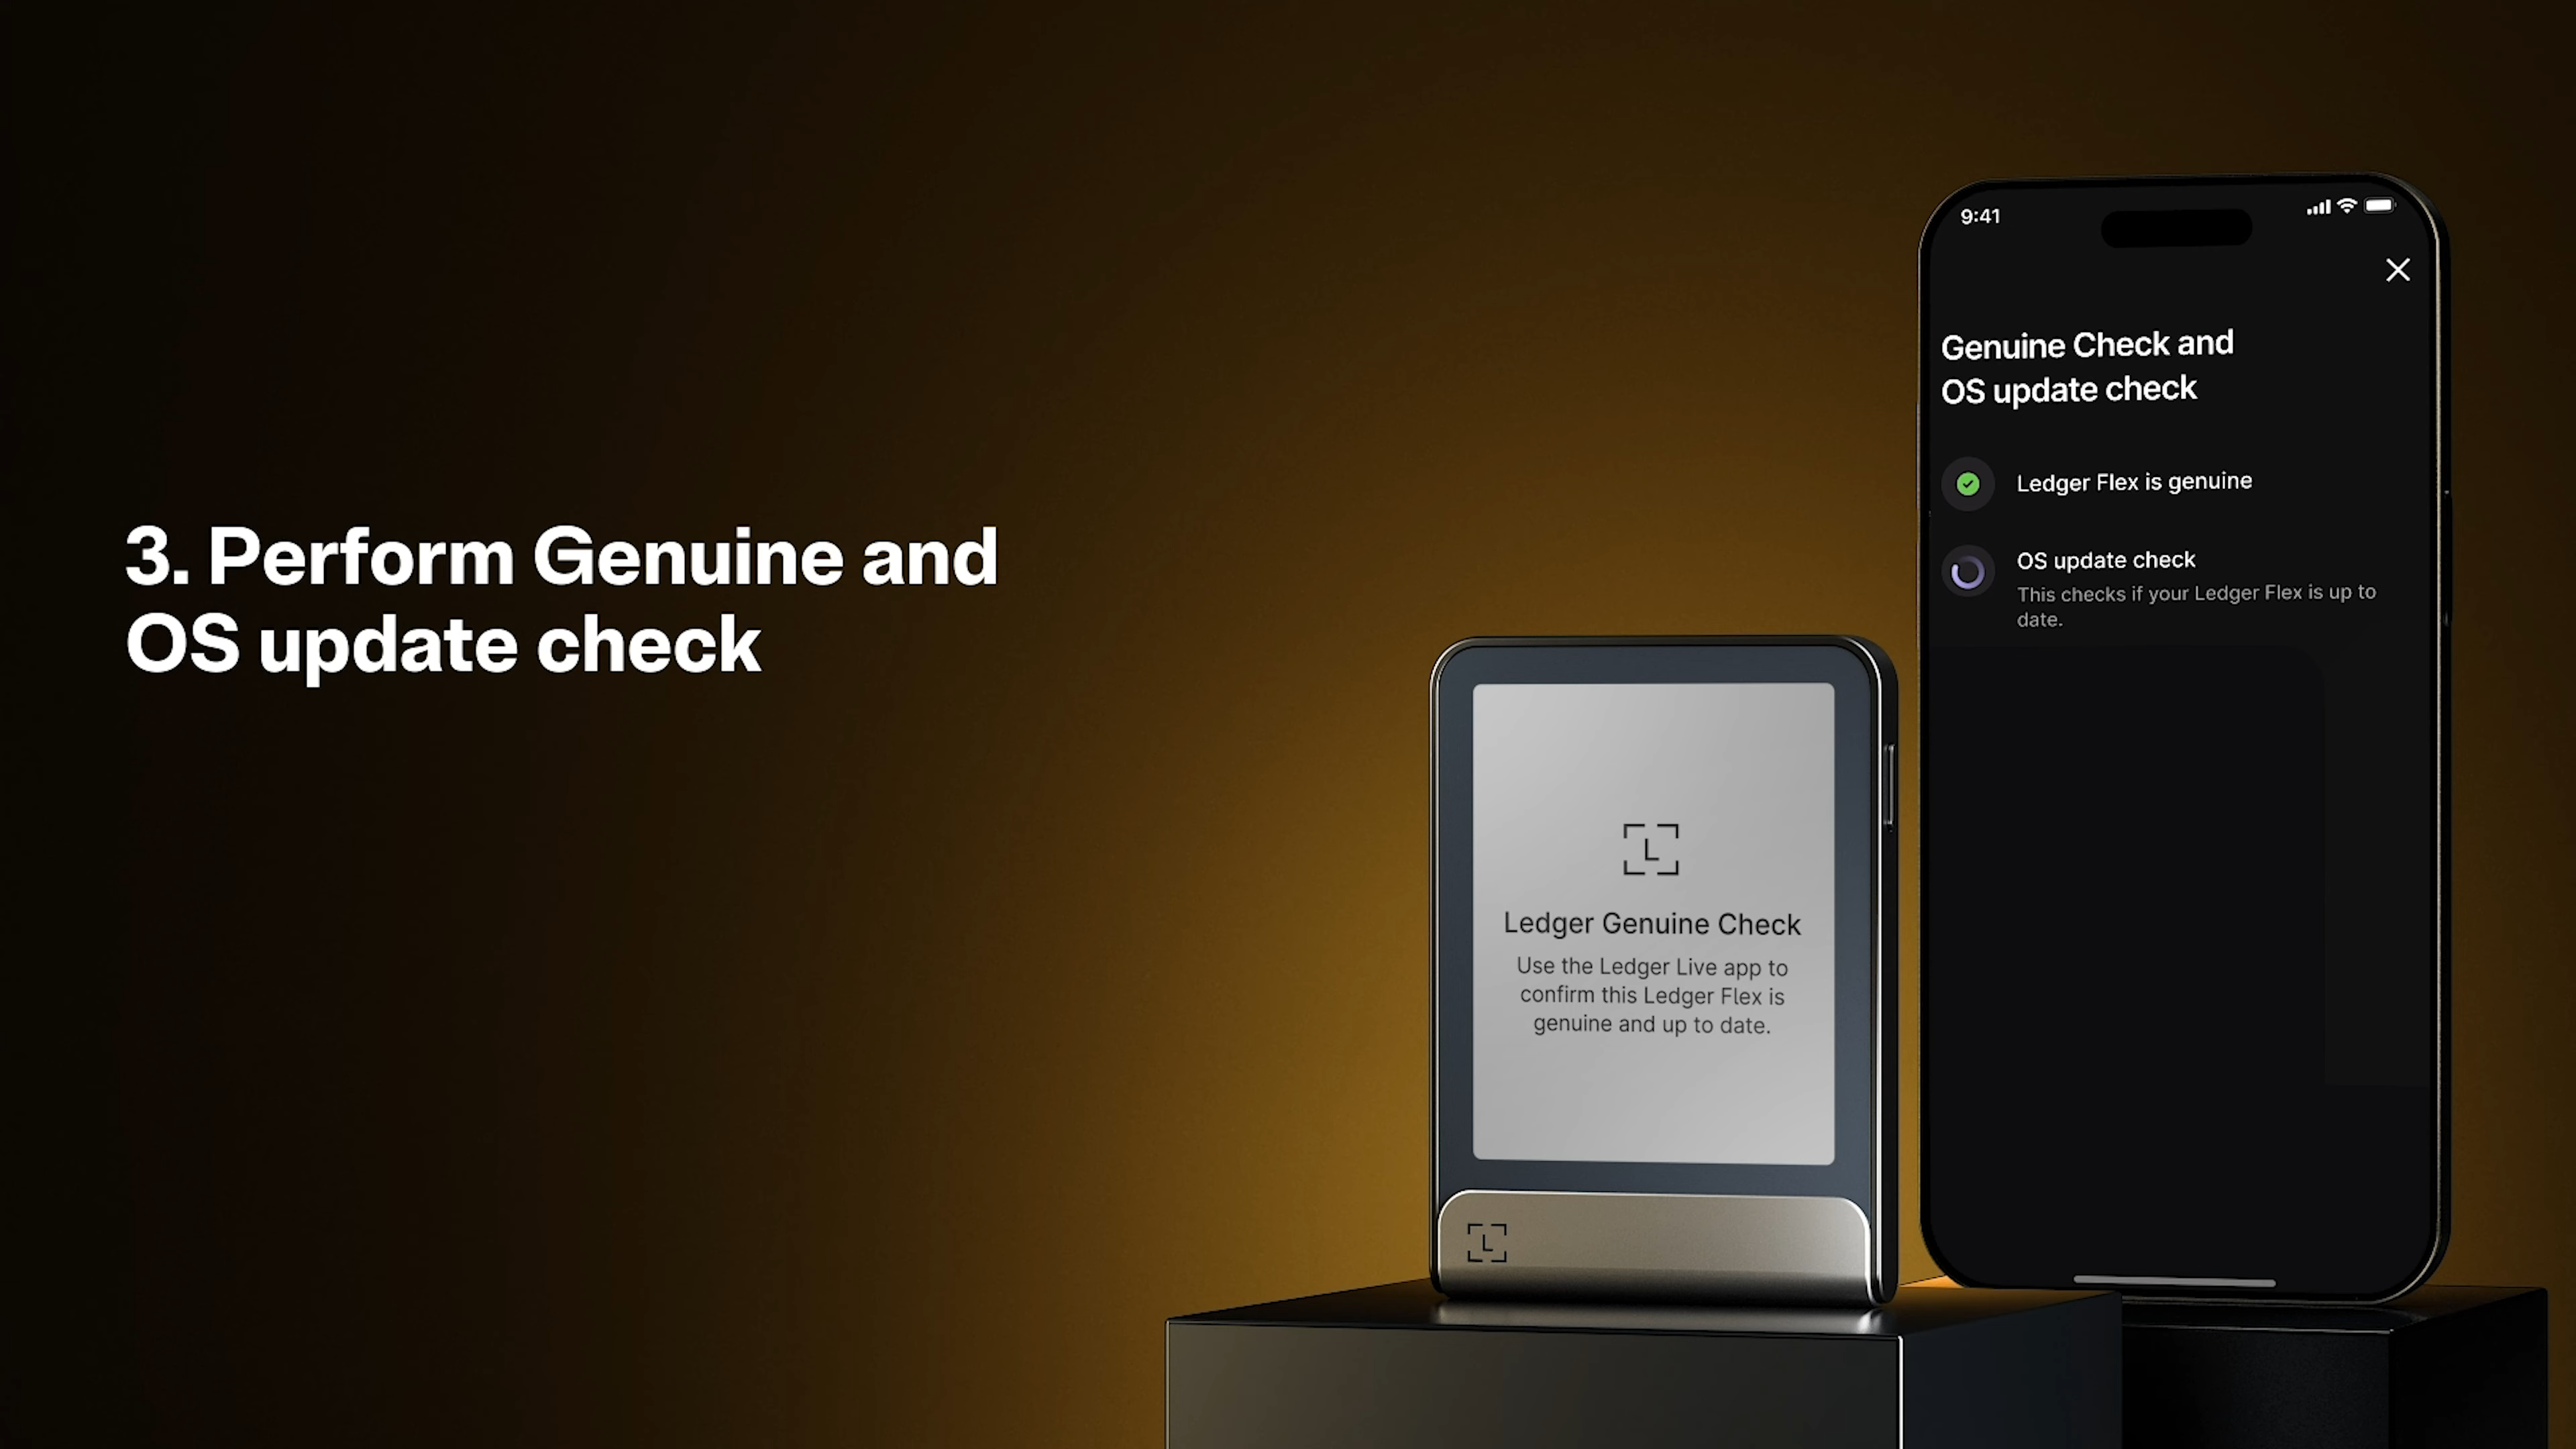 3. Perform Genuine and
OS update check
9:41
Genuine Check and
OS update check
Ledger Flex is genuine
OS update check
This checks if your Ledger Flex is up to
date.
L
Ledger Genuine Check
Use the Ledger Live app to
confirm this Ledger Flex is
genuine and up to date.
L